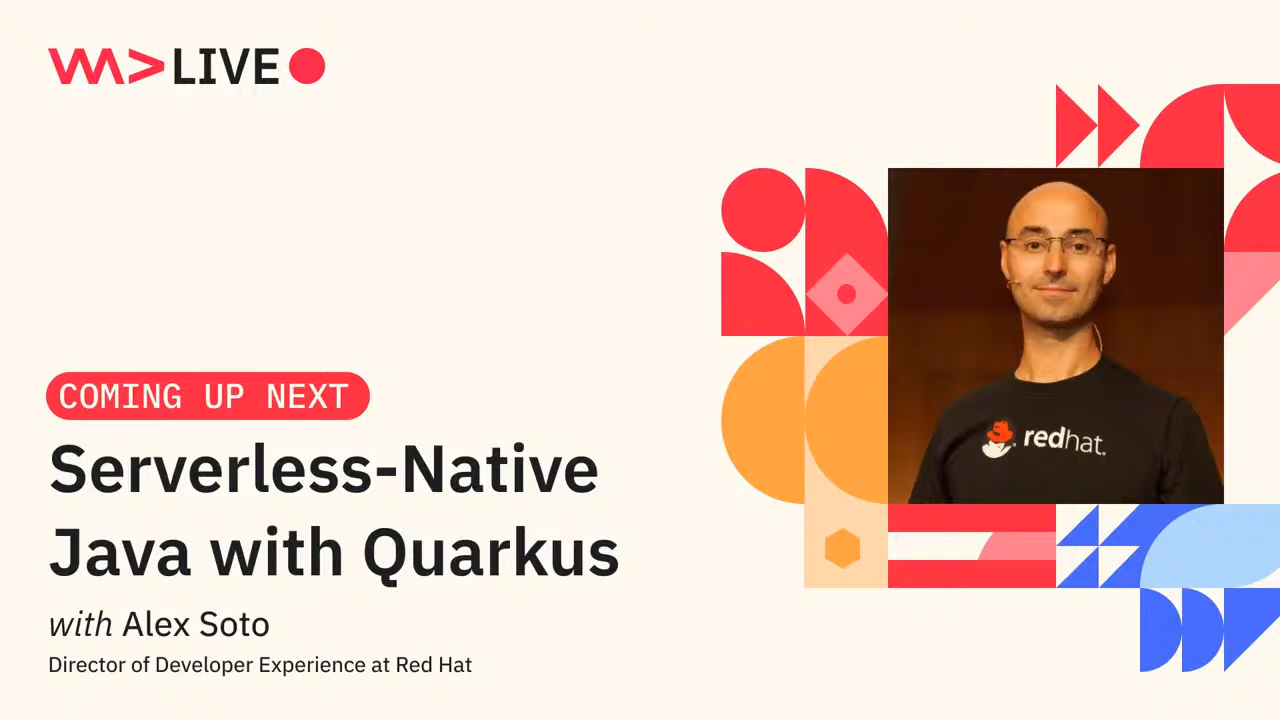 LIVE
COMING UP NEXT
Serverless-Native
Java with Quarkus
with Alex Soto
Director of Developer Experience at Red Hat
redhat.